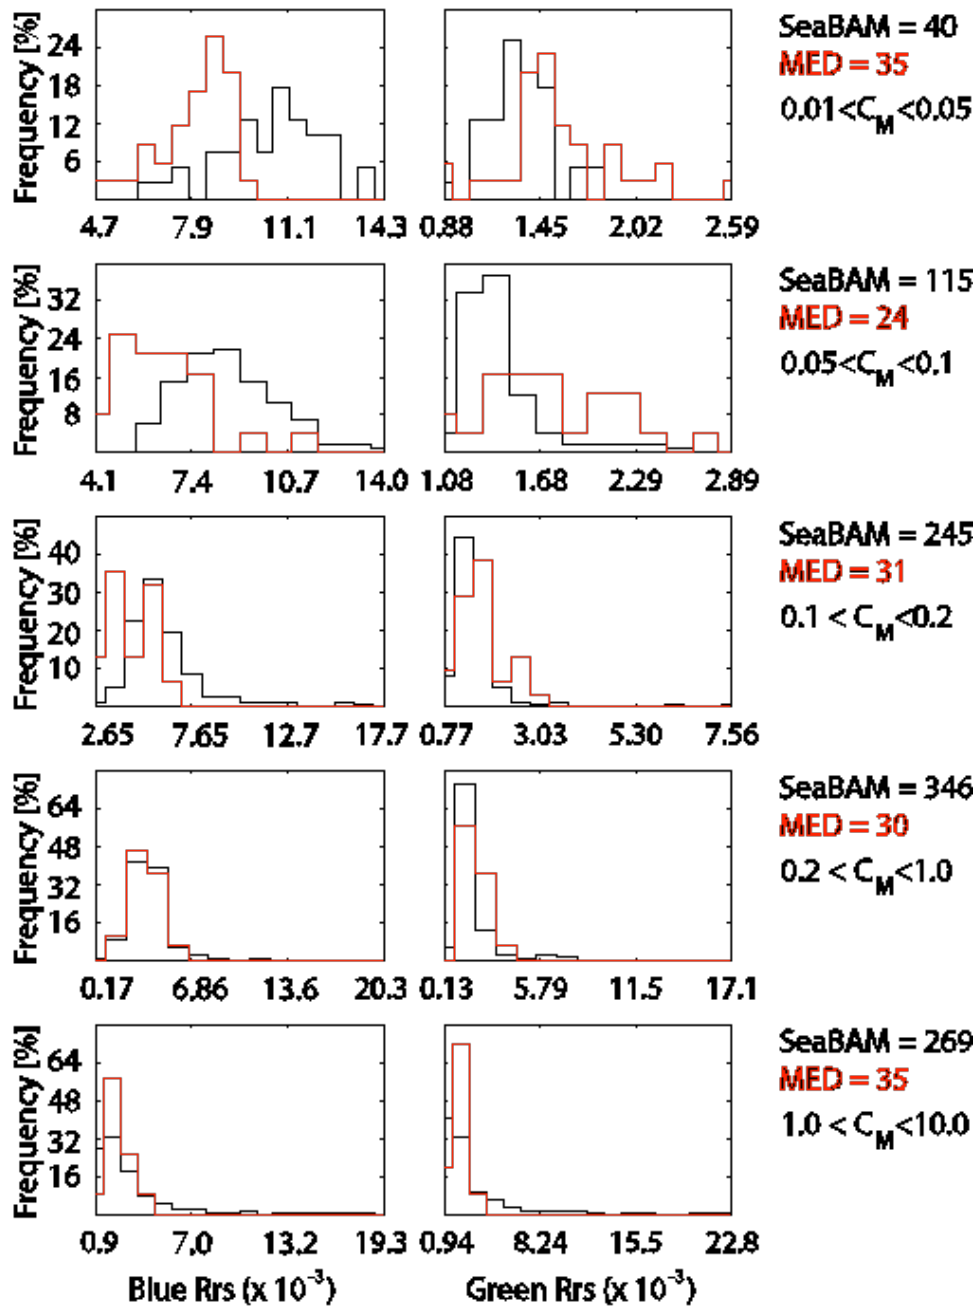 Frequency [%]
24
18
12
6
4.7 7.9 11.1 14.3
0.88 1.45 2.02 2.59
SeaBAM = 40
MED = 35
0.01<C_M<0.05
Frequency [%]
32
24
16
8
4.1 7.4 10.7 14.0
1.08 1.68 2.29 2.89
SeaBAM = 115
MED = 24
0.05<C_M<0.1
Frequency [%]
40
30
20
10
2.65 7.65 12.7 17.7
0.77 3.03 5.30 7.56
SeaBAM = 245
MED = 31
0.1 < C_M<0.2
Frequency [%]
64
48
32
16
0.17 6.86 13.6 20.3
0.13 5.79 11.5 17.1
SeaBAM = 346
MED = 30
0.2 < C_M<1.0
Frequency [%]
64
48
32
16
0.9 7.0 13.2 19.3
0.94 8.24 15.5 22.8
SeaBAM = 269
MED = 35
1.0 < C_M<10.0
Blue Rrs (x 10⁻³)
Green Rrs (x 10⁻³)